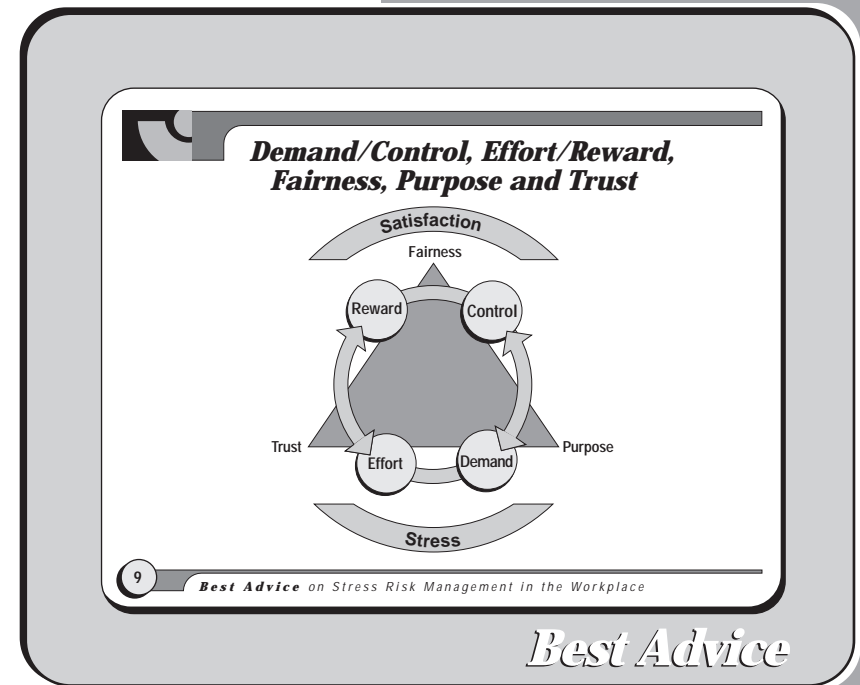 Demand/Control, Effort/Reward,
Fairness, Purpose and Trust
Satisfaction
Fairness
Reward
Control
Trust
Purpose
Effort
Demand
Stress
9
Best Advice on Stress Risk Management in the Workplace
Best Advice